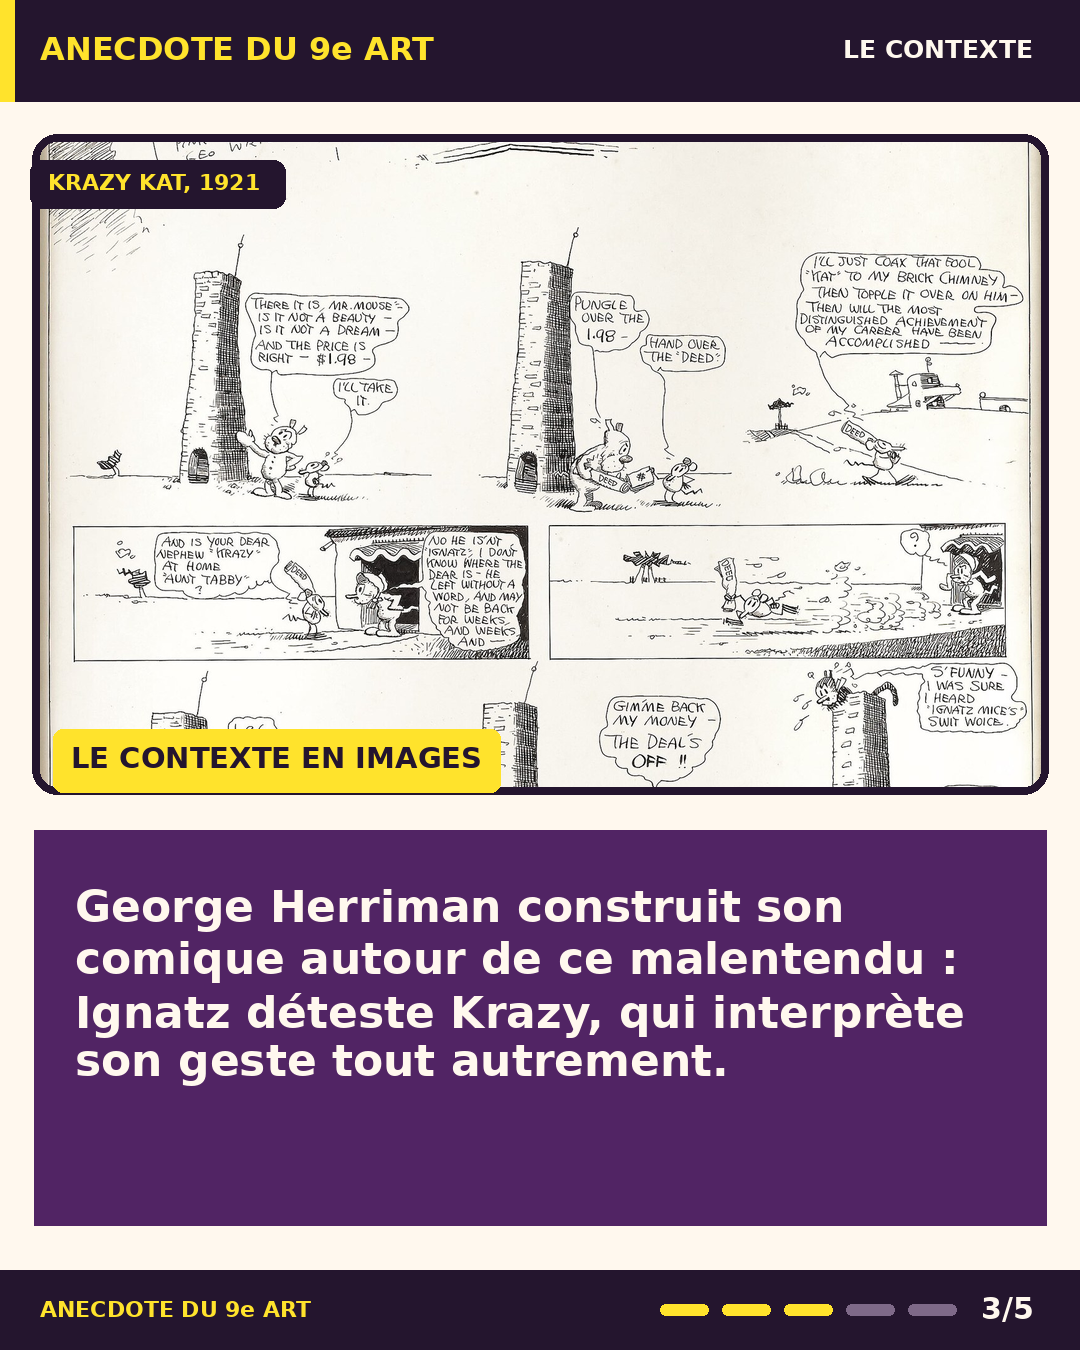 ANECDOTE DU 9e ART
LE CONTEXTE
KRAZY KAT, 1921
THERE IT IS, MR. MOUSE-
IS IT NOT A BEAUTY -
IS IT NOT A DREAM -
AND THE PRICE IS
RIGHT - $1.98 -
I'LL TAKE
IT.
PUNGLE
OVER THE
1.98 -
HAND OVER
THE "DEED"
DEED
I'LL JUST COAX THAT FOOL
"KAT" TO MY BRICK CHIMNEY
THEN TOPPLE IT OVER ON HIM-
THEN WILL THE MOST
DISTINGUISHED ACHIEVEMENT
OF MY CAREER HAVE BEEN
ACCOMPLISHED
DEED
AND IS YOUR DEAR
NEPHEW "KRAZY"
AT HOME
"AUNT TABBY"
?
DEED
NO HE ISN'T
"IGNATZ"; I DON'T
KNOW WHERE THE
DEAR IS - HE
LEFT WITHOUT A
WORD, AND MAY
NOT BE BACK
FOR WEEKS,
AND WEEKS
AND -
?
GIMME BACK
MY MONEY -
THE DEAL'S
OFF !!
S'FUNNY -
I WAS SURE
I HEARD
"IGNATZ MICE'S"
SWIT WOICE.
LE CONTEXTE EN IMAGES
George Herriman construit son
comique autour de ce malentendu :
Ignatz déteste Krazy, qui interprète
son geste tout autrement.
ANECDOTE DU 9e ART
3/5